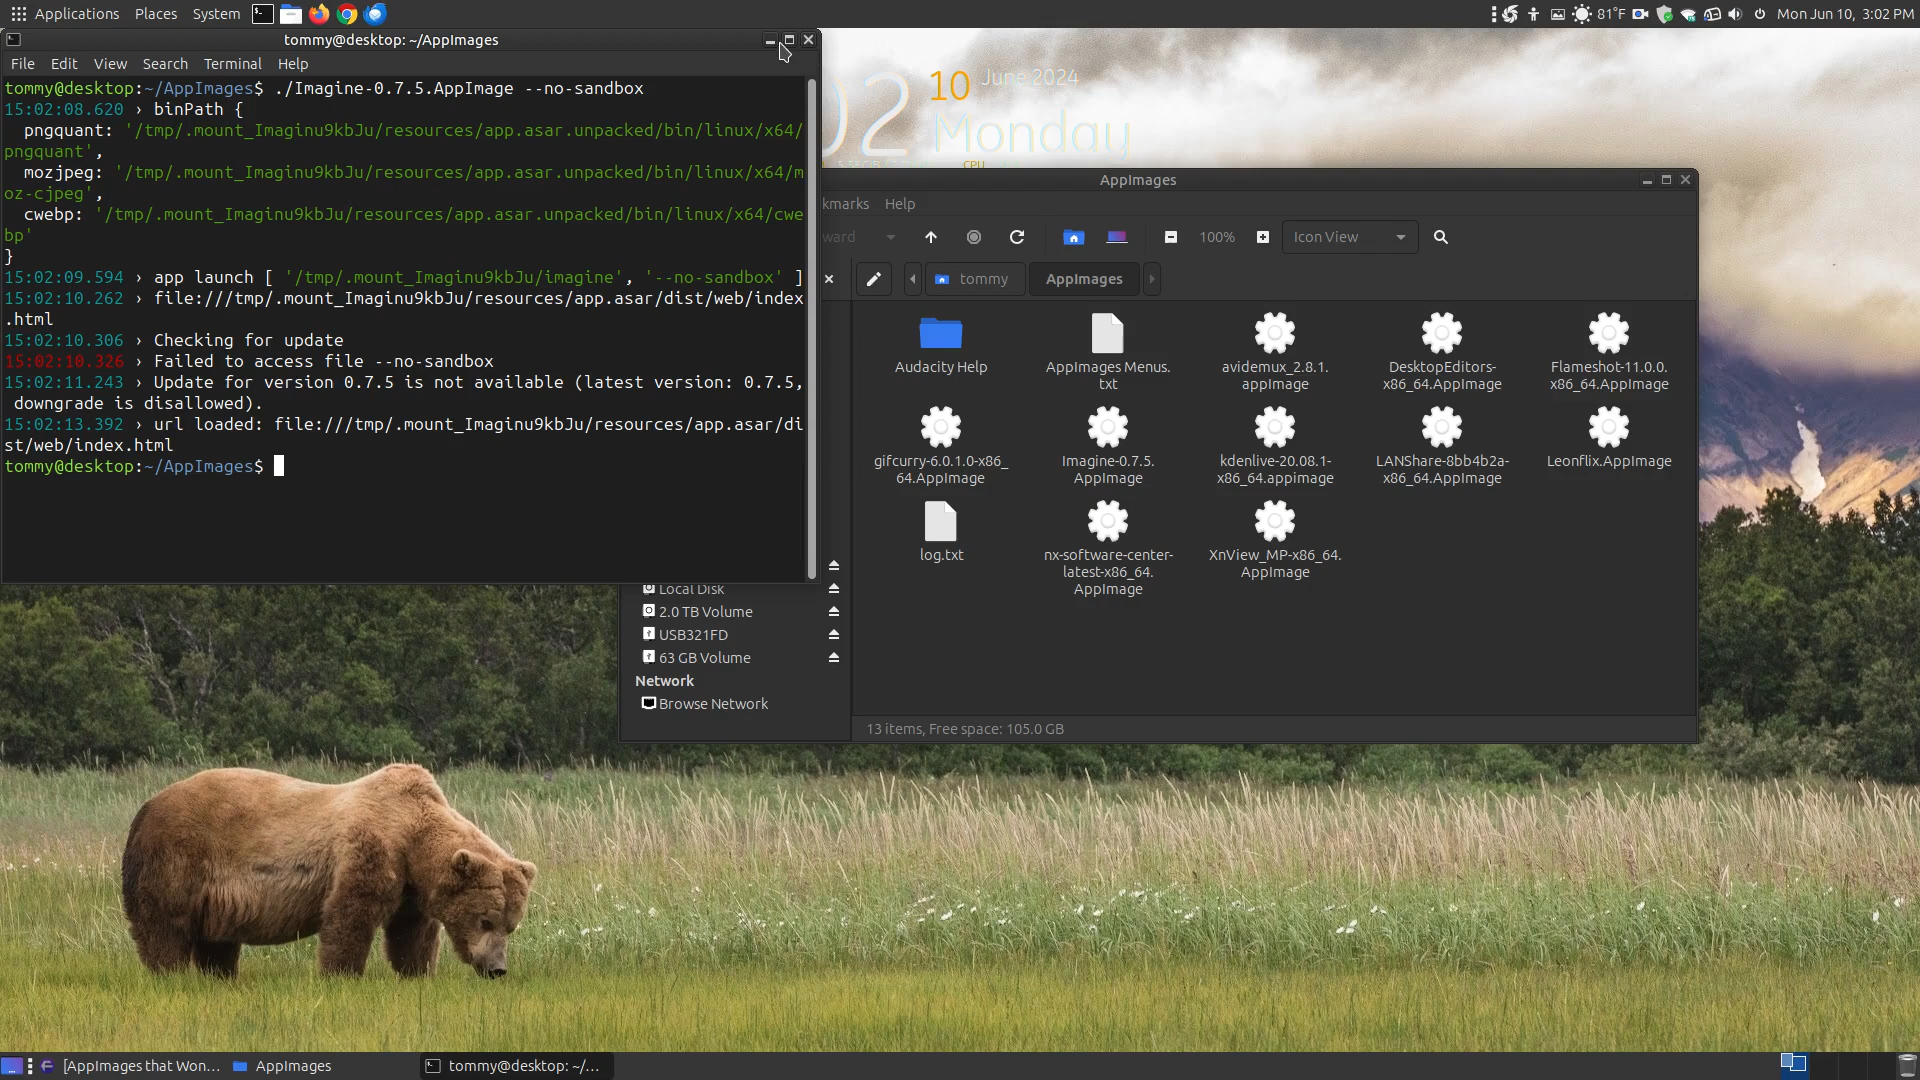 Applications Places System 81°F Mon Jun 10, 3:02 PM
tommy@desktop: ~/AppImages
File Edit View Search Terminal Help
tommy@desktop:~/AppImages$ ./Imagine-0.7.5.AppImage --no-sandbox
15:02:08.620 › binPath {
pngquant: '/tmp/.mount_Imaginu9kbJu/resources/app.asar.unpacked/bin/linux/x64/
pngquant',
mozjpeg: '/tmp/.mount_Imaginu9kbJu/resources/app.asar.unpacked/bin/linux/x64/m
oz-cjpeg',
cwebp: '/tmp/.mount_Imaginu9kbJu/resources/app.asar.unpacked/bin/linux/x64/cwe
bp'
}
15:02:09.594 › app launch [ '/tmp/.mount_Imaginu9kbJu/imagine', '--no-sandbox' ]
15:02:10.262 › file:///tmp/.mount_Imaginu9kbJu/resources/app.asar/dist/web/index
.html
15:02:10.306 › Checking for update
15:02:10.326 › Failed to access file --no-sandbox
15:02:11.243 › Update for version 0.7.5 is not available (latest version: 0.7.5,
downgrade is disallowed).
15:02:13.392 › url loaded: file:///tmp/.mount_Imaginu9kbJu/resources/app.asar/di
st/web/index.html
tommy@desktop:~/AppImages$
02 10 June 2024
Monday
CPU
AppImages
kmarks Help
ward 100% Icon View
tommy AppImages
Audacity Help
AppImages Menus.
txt
avidemux_2.8.1.
appImage
DesktopEditors-
x86_64.AppImage
Flameshot-11.0.0.
x86_64.AppImage
gifcurry-6.0.1.0-x86_
64.AppImage
Imagine-0.7.5.
AppImage
kdenlive-20.08.1-
x86_64.appimage
LANShare-8bb4b2a-
x86_64.AppImage
Leonflix.AppImage
log.txt
nx-software-center-
latest-x86_64.
AppImage
XnView_MP-x86_64.
AppImage
Local Disk
2.0 TB Volume
USB321FD
63 GB Volume
Network
Browse Network
13 items, Free space: 105.0 GB
[AppImages that Won... AppImages tommy@desktop: ~/...